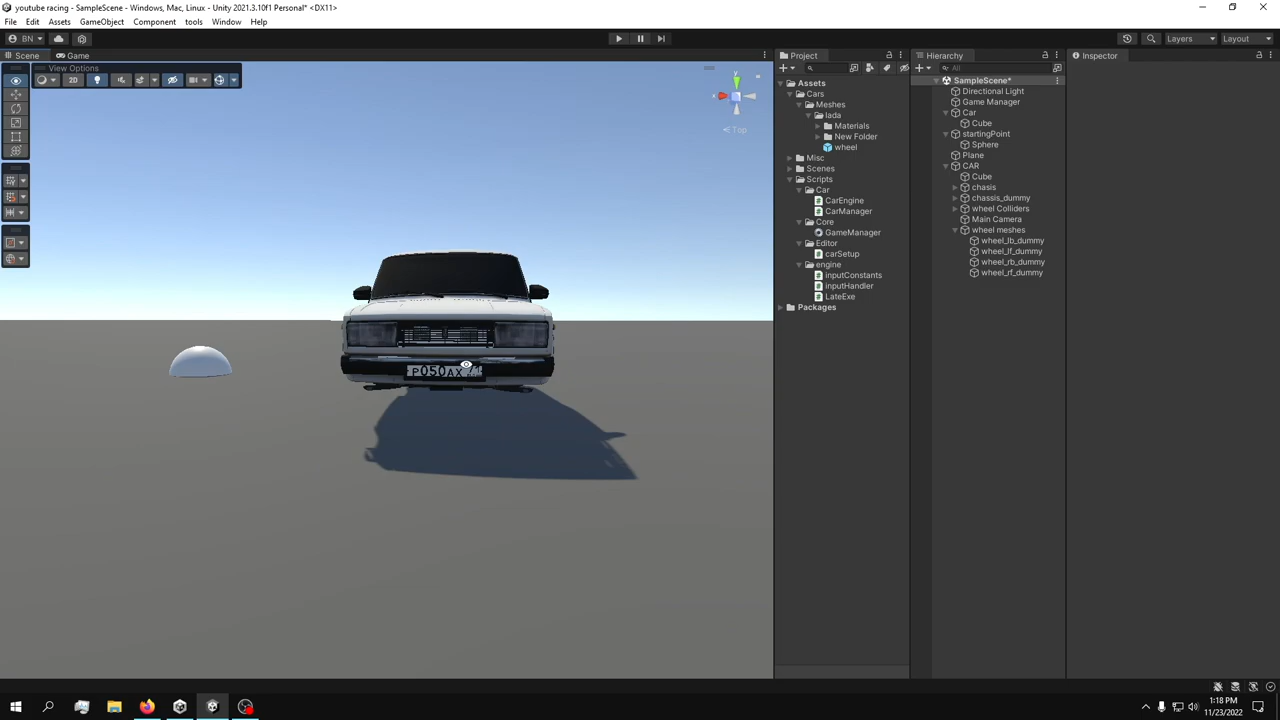 youtube racing - SampleScene - Windows, Mac, Linux - Unity 2021.3.10f1 Personal* <DX11>
File Edit Assets GameObject Component tools Window Help
BN
Layers
Layout
Scene
Game
View Options
2D
y
Top
P050AX
Project
Assets
Cars
Meshes
lada
Materials
New Folder
wheel
Misc
Scenes
Scripts
Car
CarEngine
CarManager
Core
GameManager
Editor
carSetup
engine
inputConstants
inputHandler
LateExe
Packages
Hierarchy
All
SampleScene*
Directional Light
Game Manager
Car
Cube
startingPoint
Sphere
Plane
CAR
Cube
chasis
chassis_dummy
wheel Colliders
Main Camera
wheel meshes
wheel_lb_dummy
wheel_lf_dummy
wheel_rb_dummy
wheel_rf_dummy
Inspector
1:18 PM
11/23/2022